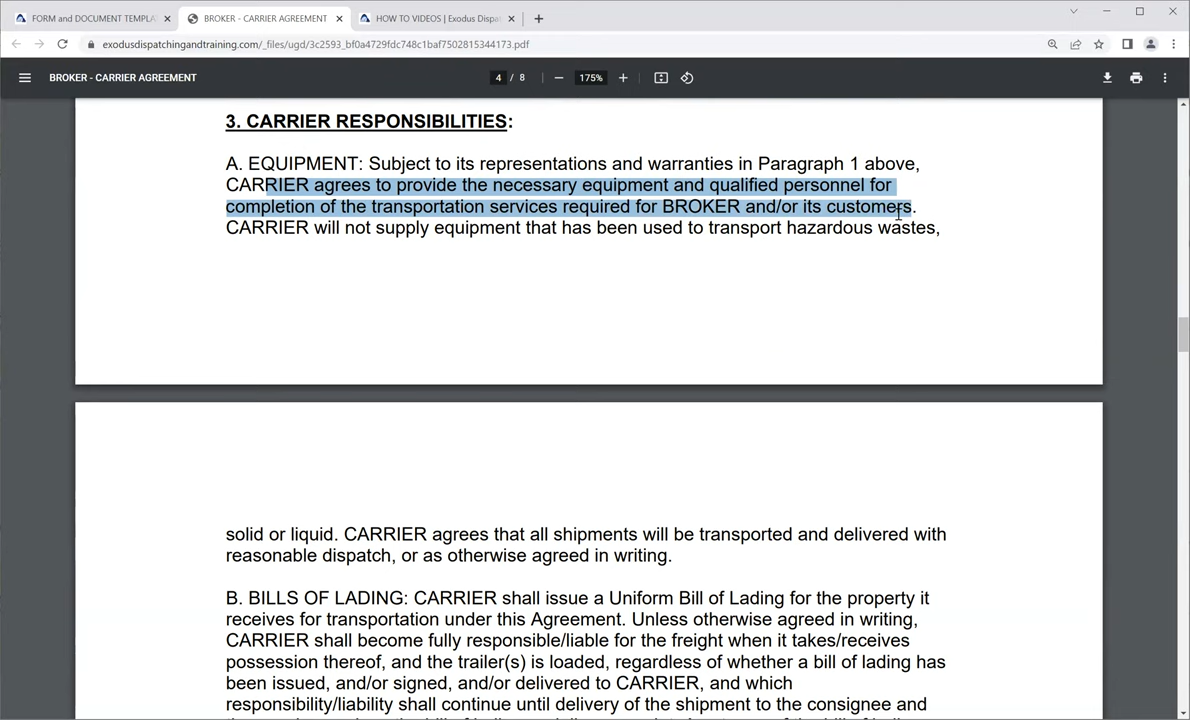 FORM and DOCUMENT TEMPLA
BROKER - CARRIER AGREEMENT
HOW TO VIDEOS | Exodus Dispat
exodusdispatchingandtraining.com/_files/ugd/3c2593_bf0a4729fdc748c1baf7502815344173.pdf
BROKER - CARRIER AGREEMENT
4 / 8
175%
3. CARRIER RESPONSIBILITIES:
A. EQUIPMENT: Subject to its representations and warranties in Paragraph 1 above,
CARRIER agrees to provide the necessary equipment and qualified personnel for
completion of the transportation services required for BROKER and/or its customers.
CARRIER will not supply equipment that has been used to transport hazardous wastes,
solid or liquid. CARRIER agrees that all shipments will be transported and delivered with
reasonable dispatch, or as otherwise agreed in writing.
B. BILLS OF LADING: CARRIER shall issue a Uniform Bill of Lading for the property it
receives for transportation under this Agreement. Unless otherwise agreed in writing,
CARRIER shall become fully responsible/liable for the freight when it takes/receives
possession thereof, and the trailer(s) is loaded, regardless of whether a bill of lading has
been issued, and/or signed, and/or delivered to CARRIER, and which
responsibility/liability shall continue until delivery of the shipment to the consignee and